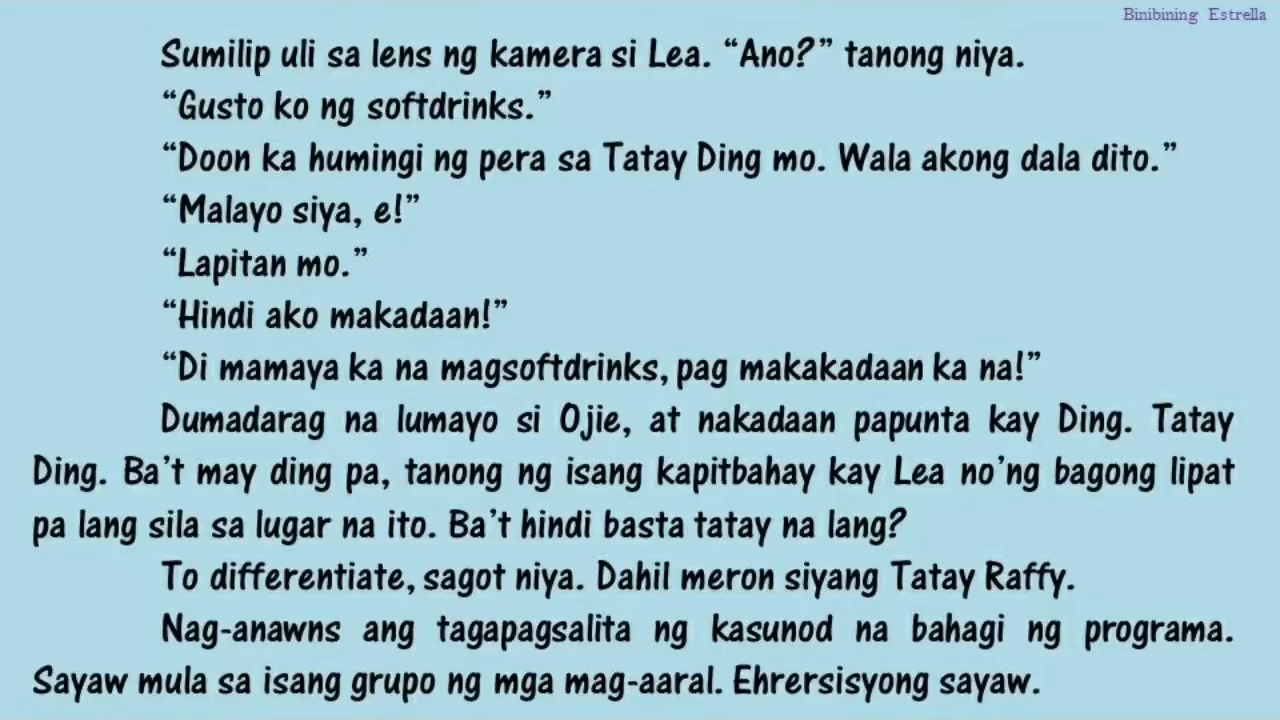 Binibining Estrella
Sumilip uli sa lens ng kamera si Lea. “Ano?” tanong niya.
“Gusto ko ng softdrinks.”
“Doon ka humingi ng pera sa Tatay Ding mo. Wala akong dala dito.”
“Malayo siya, e!”
“Lapitan mo.”
“Hindi ako makadaan!”
“Di mamaya ka na magsoftdrinks, pag makakadaan ka na!”
Dumadarag na lumayo si Ojie, at nakadaan papunta kay Ding. Tatay
Ding. Ba’t may ding pa, tanong ng isang kapitbahay kay Lea no’ng bagong lipat
pa lang sila sa lugar na ito. Ba’t hindi basta tatay na lang?
To differentiate, sagot niya. Dahil meron siyang Tatay Raffy.
Nag-anawns ang tagapagsalita ng kasunod na bahagi ng programa.
Sayaw mula sa isang grupo ng mga mag-aaral. Ehrersisyong sayaw.